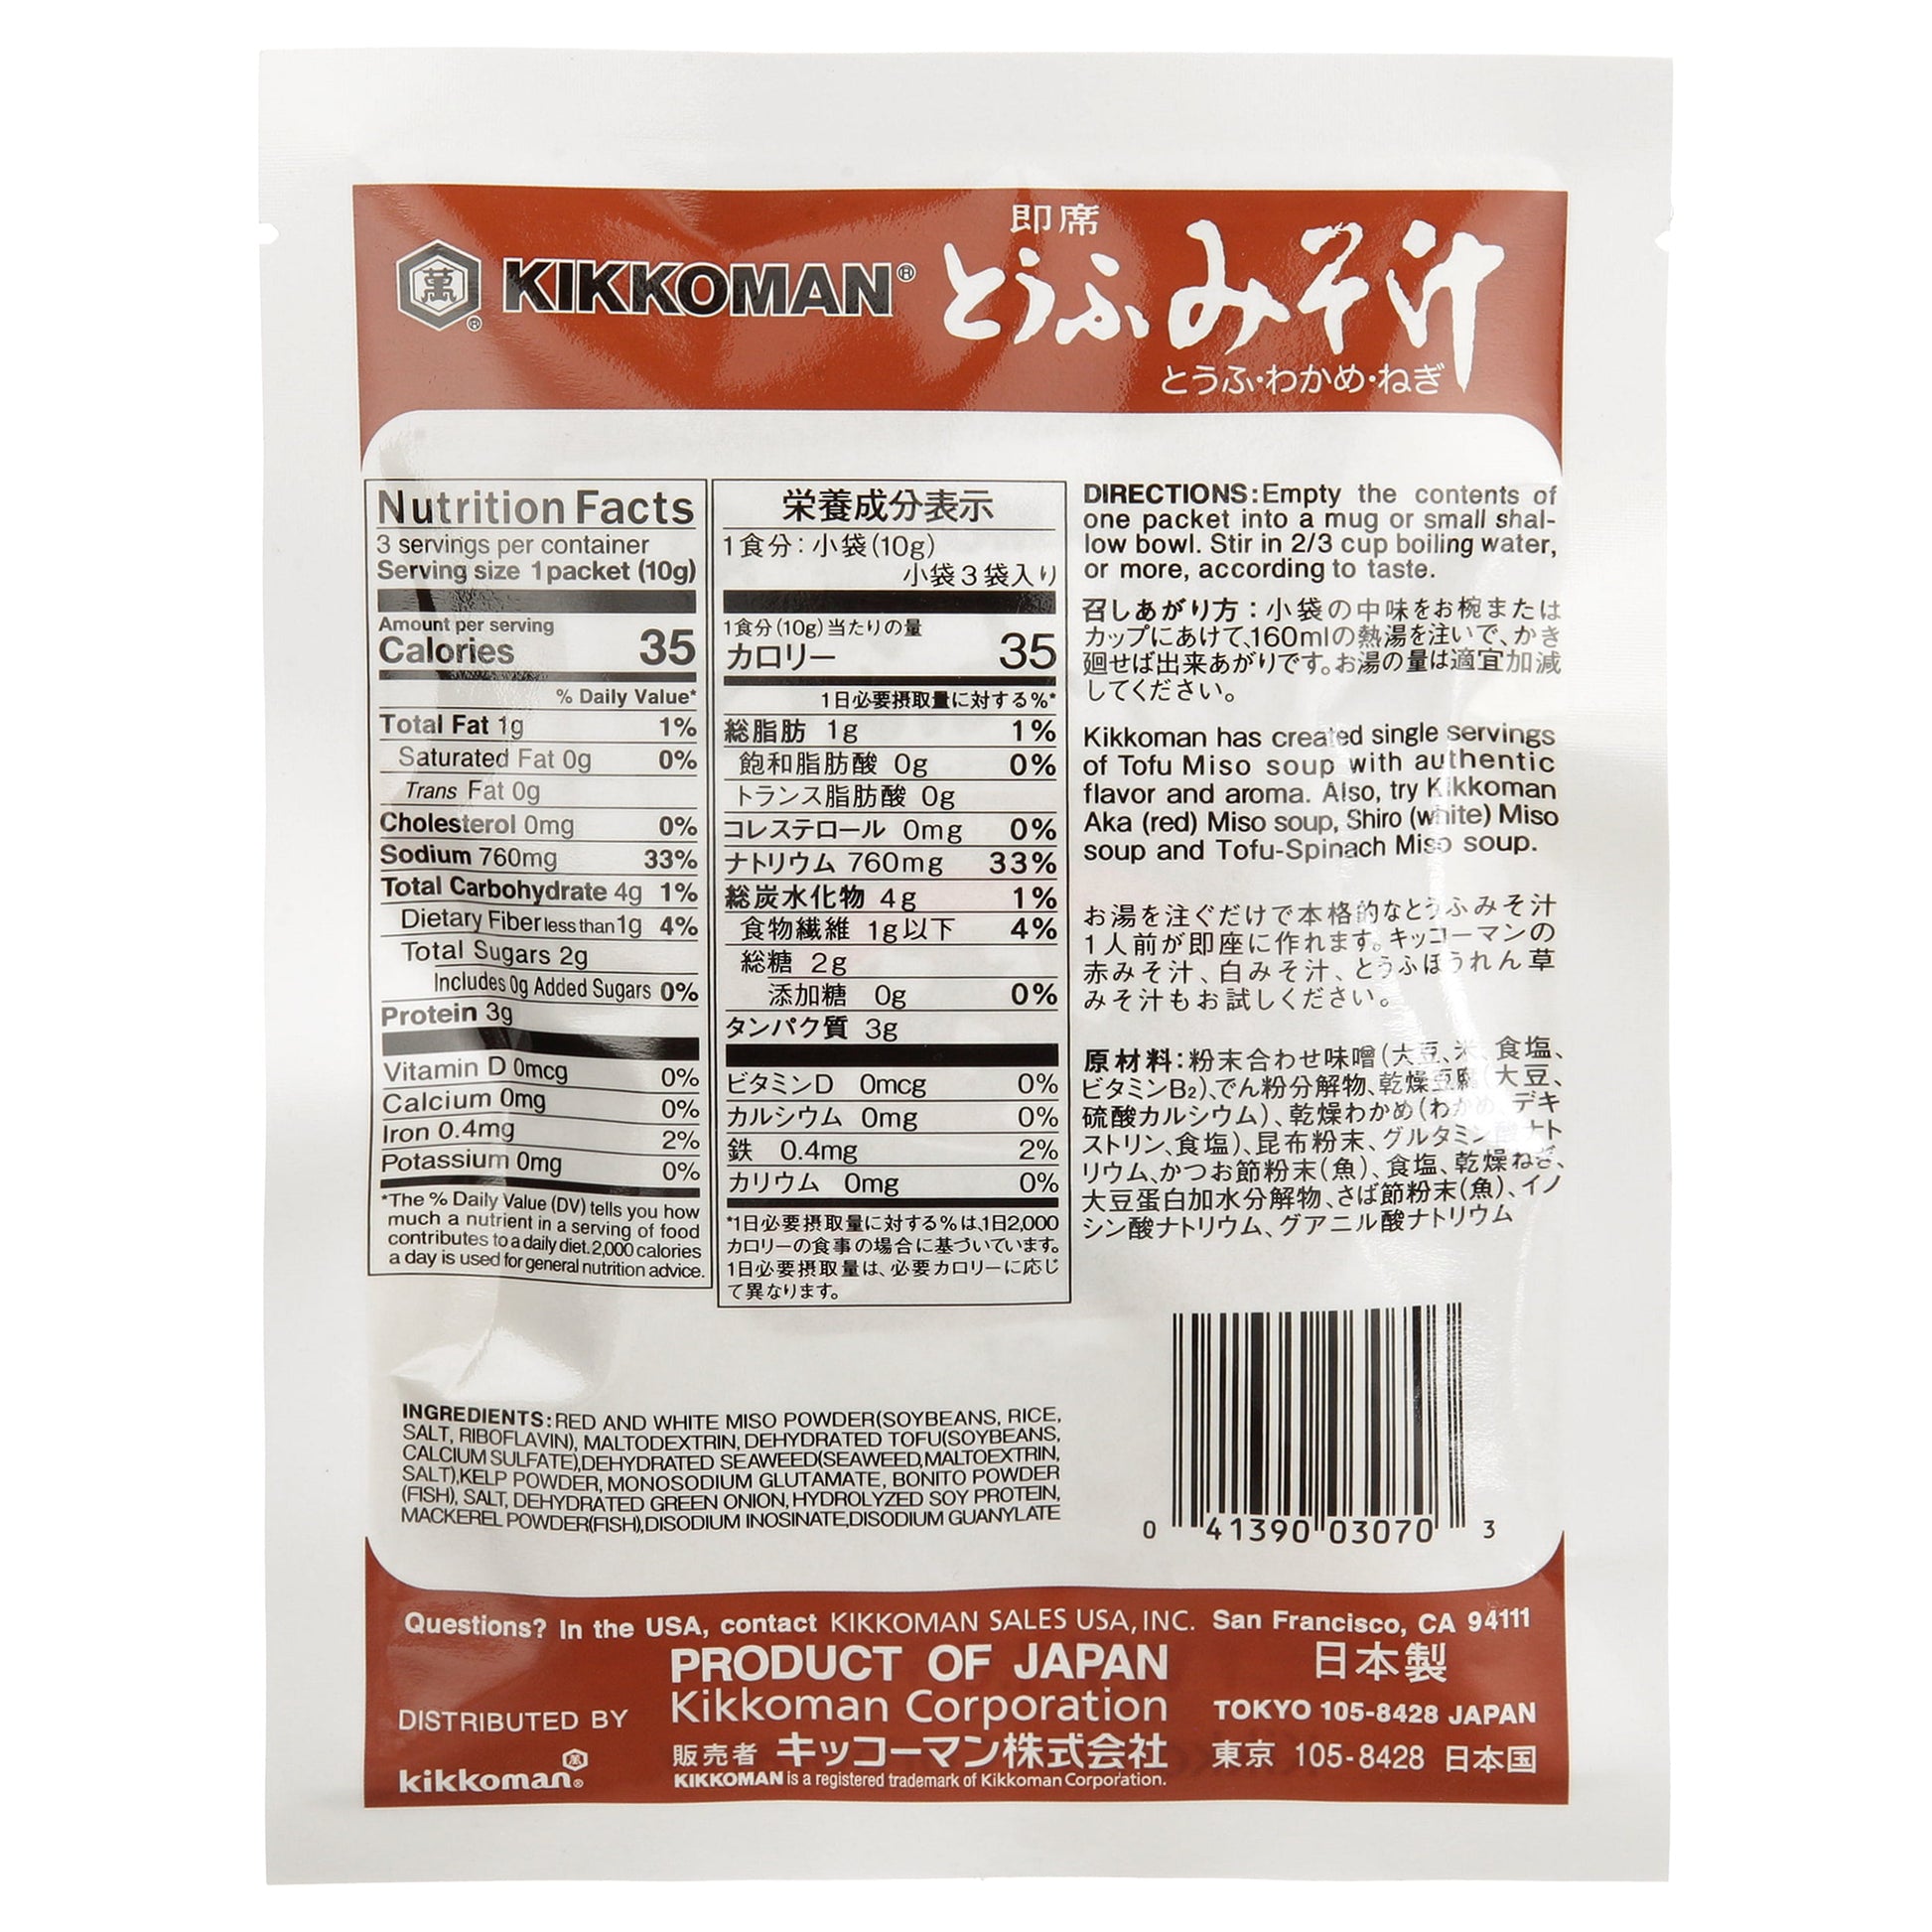 即席
萬 KIKKOMAN® とうふみそ汁
®
とうふ・わかめ・ねぎ
Nutrition Facts
3 servings per container
Serving size 1 packet (10g)
Amount per serving
Calories 35
% Daily Value*
Total Fat 1g 1%
Saturated Fat 0g 0%
Trans Fat 0g
Cholesterol 0mg 0%
Sodium 760mg 33%
Total Carbohydrate 4g 1%
Dietary Fiber less than 1g 4%
Total Sugars 2g
Includes 0g Added Sugars 0%
Protein 3g
Vitamin D 0mcg 0%
Calcium 0mg 0%
Iron 0.4mg 2%
Potassium 0mg 0%
*The % Daily Value (DV) tells you how
much a nutrient in a serving of food
contributes to a daily diet. 2,000 calories
a day is used for general nutrition advice.
栄養成分表示
1食分：小袋(10g)
小袋3袋入り
1食分(10g)当たりの量
カロリー 35
1日必要摂取量に対する%*
総脂肪 1g 1%
飽和脂肪酸 0g 0%
トランス脂肪酸 0g
コレステロール 0mg 0%
ナトリウム 760mg 33%
総炭水化物 4g 1%
食物繊維 1g以下 4%
総糖 2g
添加糖 0g 0%
タンパク質 3g
ビタミンD 0mcg 0%
カルシウム 0mg 0%
鉄 0.4mg 2%
カリウム 0mg 0%
*1日必要摂取量に対する%は、1日2,000
カロリーの食事の場合に基づいています。
1日必要摂取量は、必要カロリーに応じ
て異なります。
DIRECTIONS: Empty the contents of
one packet into a mug or small shal-
low bowl. Stir in 2/3 cup boiling water,
or more, according to taste.
召しあがり方：小袋の中味をお椀または
カップにあけて、160mlの熱湯を注いで、かき
廻せば出来あがりです。お湯の量は適宜加減
してください。
Kikkoman has created single servings
of Tofu Miso soup with authentic
flavor and aroma. Also, try Kikkoman
Aka (red) Miso soup, Shiro (white) Miso
soup and Tofu-Spinach Miso soup.
お湯を注ぐだけで本格的なとうふみそ汁
1人前が即座に作れます。キッコーマンの
赤みそ汁、白みそ汁、とうふほうれん草
みそ汁もお試しください。
原材料：粉末合わせ味噌(大豆、米、食塩、
ビタミンB₂)、でん粉分解物、乾燥豆腐(大豆、
硫酸カルシウム)、乾燥わかめ(わかめ、デキ
ストリン、食塩)、昆布粉末、グルタミン酸ナト
リウム、かつお節粉末(魚)、食塩、乾燥ねぎ、
大豆蛋白加水分解物、さば節粉末(魚)、イノ
シン酸ナトリウム、グアニル酸ナトリウム
INGREDIENTS: RED AND WHITE MISO POWDER(SOYBEANS, RICE,
SALT, RIBOFLAVIN), MALTODEXTRIN, DEHYDRATED TOFU(SOYBEANS,
CALCIUM SULFATE),DEHYDRATED SEAWEED(SEAWEED,MALTOEXTRIN,
SALT),KELP POWDER, MONOSODIUM GLUTAMATE, BONITO POWDER
(FISH), SALT, DEHYDRATED GREEN ONION, HYDROLYZED SOY PROTEIN,
MACKEREL POWDER(FISH),DISODIUM INOSINATE,DISODIUM GUANYLATE
0 41390 03070 3
Questions? In the USA, contact KIKKOMAN SALES USA, INC. San Francisco, CA 94111
PRODUCT OF JAPAN 日本製
DISTRIBUTED BY Kikkoman Corporation TOKYO 105-8428 JAPAN
販売者 キッコーマン株式会社 東京 105-8428 日本国
kikkoman® 萬
KIKKOMAN is a registered trademark of Kikkoman Corporation.